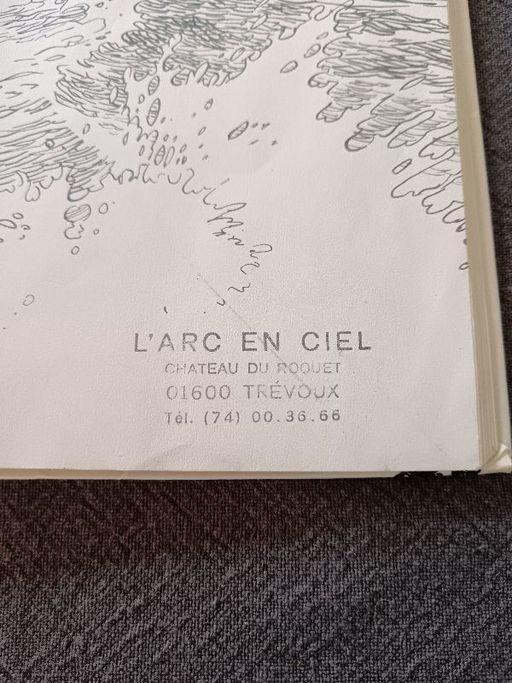 L'ARC EN CIEL
CHATEAU DU ROQUET
01600 TRÉVOUX
Tél. (74) 00.36.66